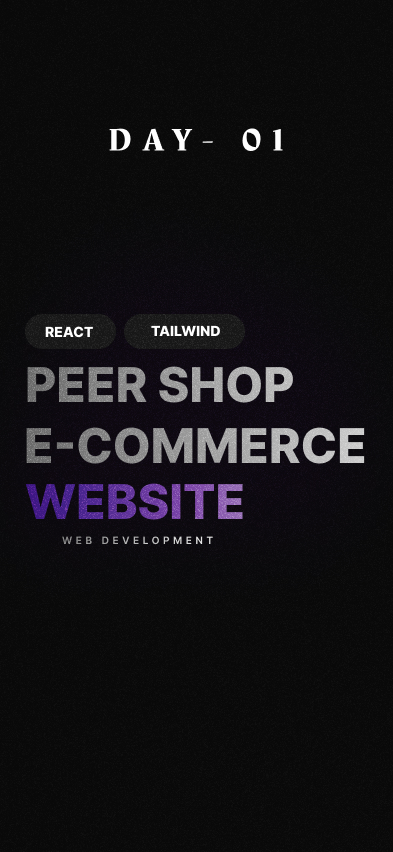 DAY- 01
REACT TAILWIND
PEER SHOP
E-COMMERCE
WEBSITE
WEB DEVELOPMENT